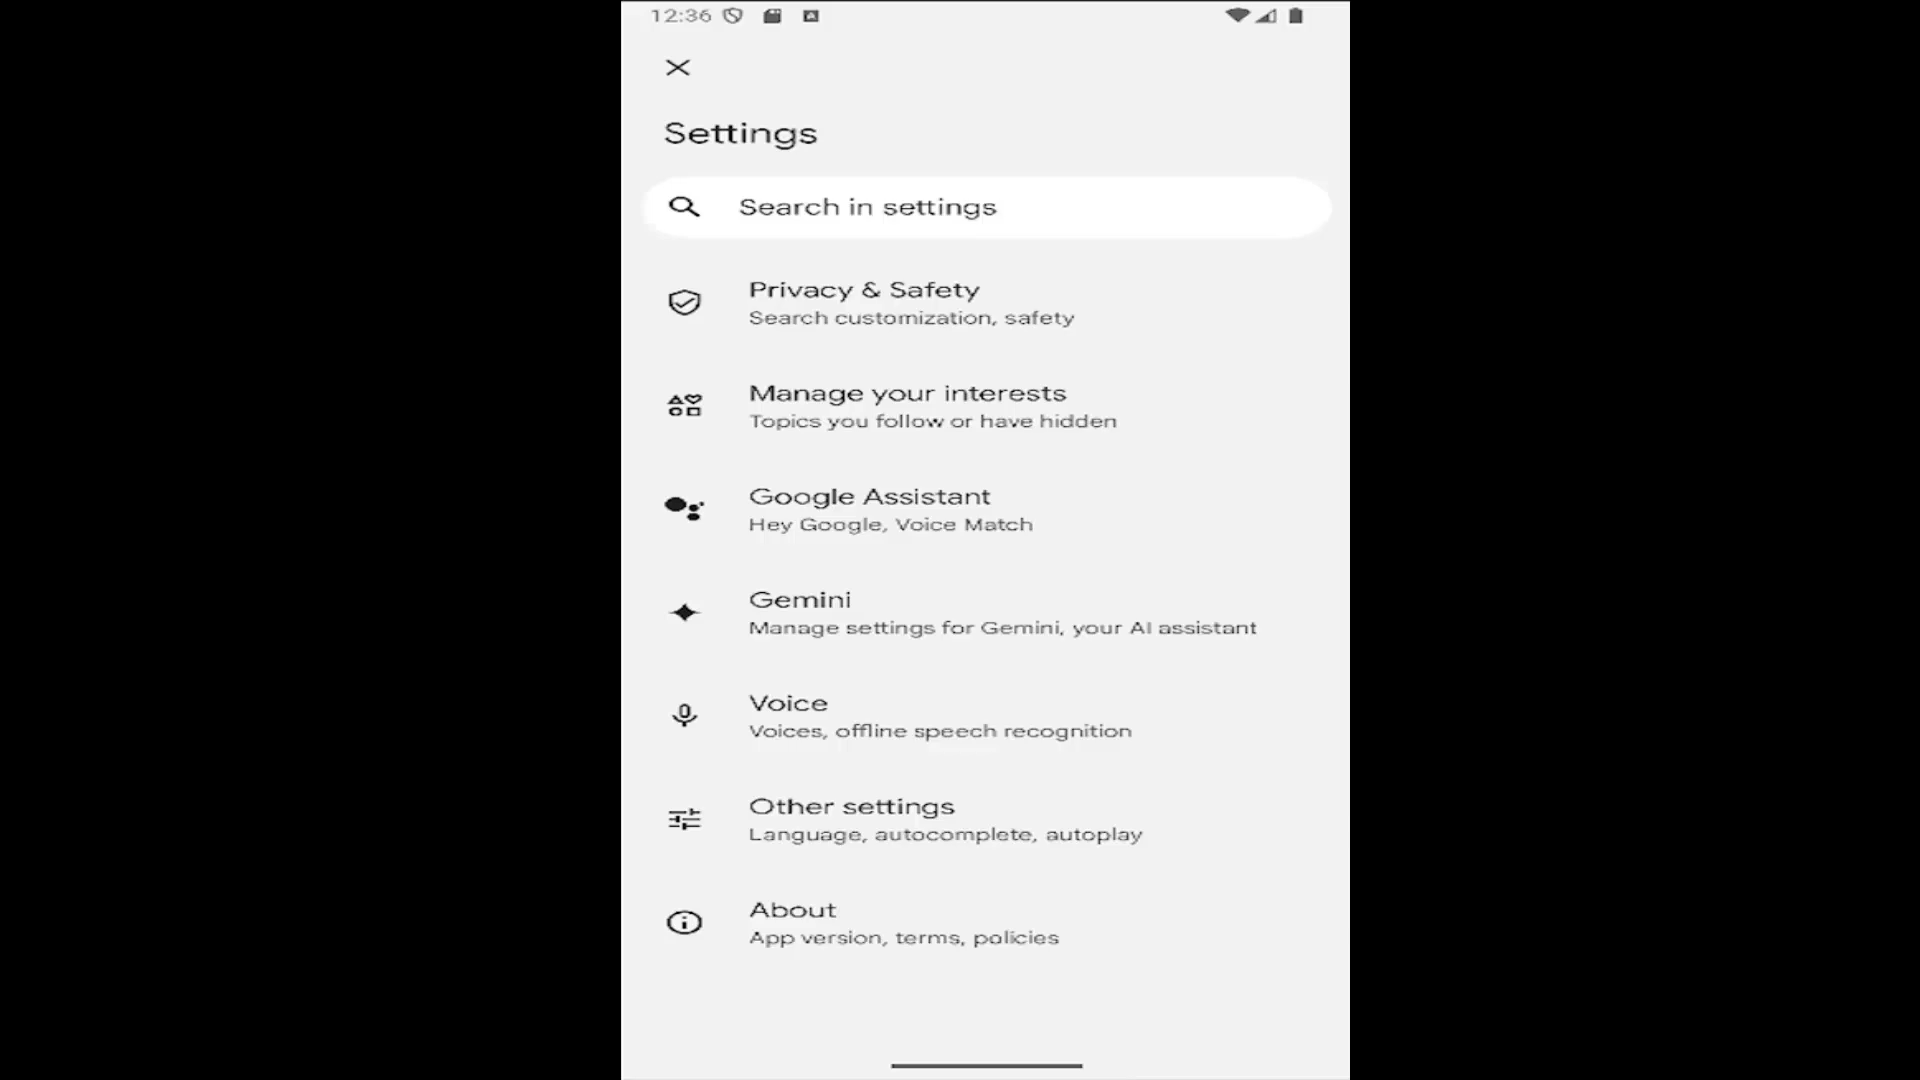 12:36
Settings
Search in settings
Privacy & Safety
Search customization, safety
Manage your interests
Topics you follow or have hidden
Google Assistant
Hey Google, Voice Match
Gemini
Manage settings for Gemini, your AI assistant
Voice
Voices, offline speech recognition
Other settings
Language, autocomplete, autoplay
About
App version, terms, policies